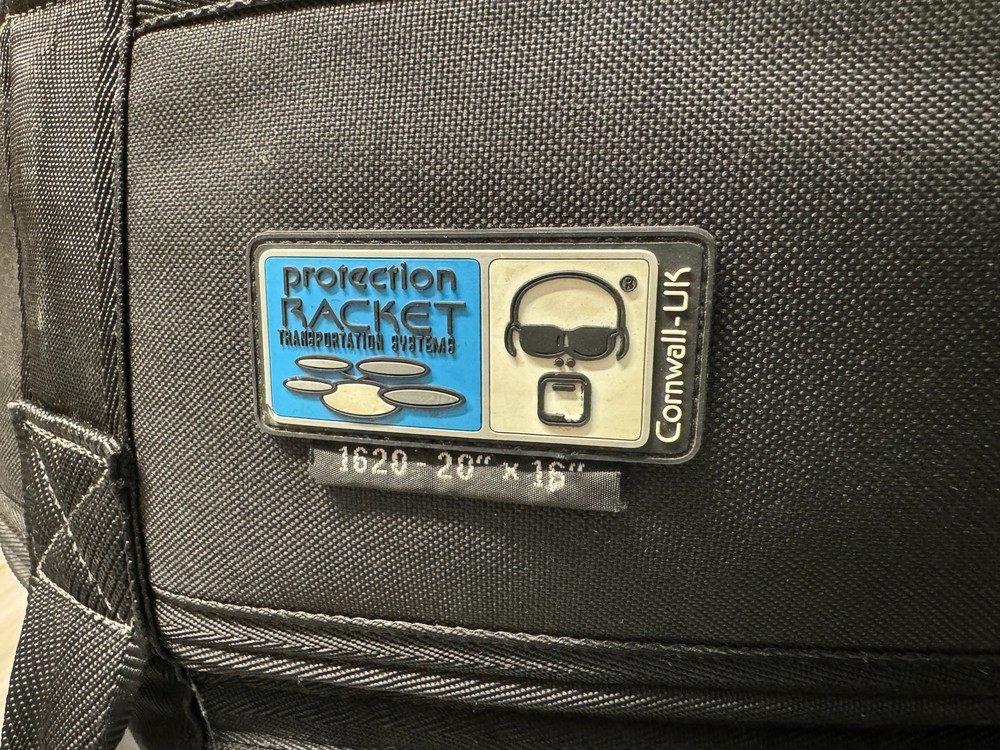 protection
RACKET
TRANSPORTATION SYSTEMS
®
Cornwall-UK
1620 - 20" x 16"